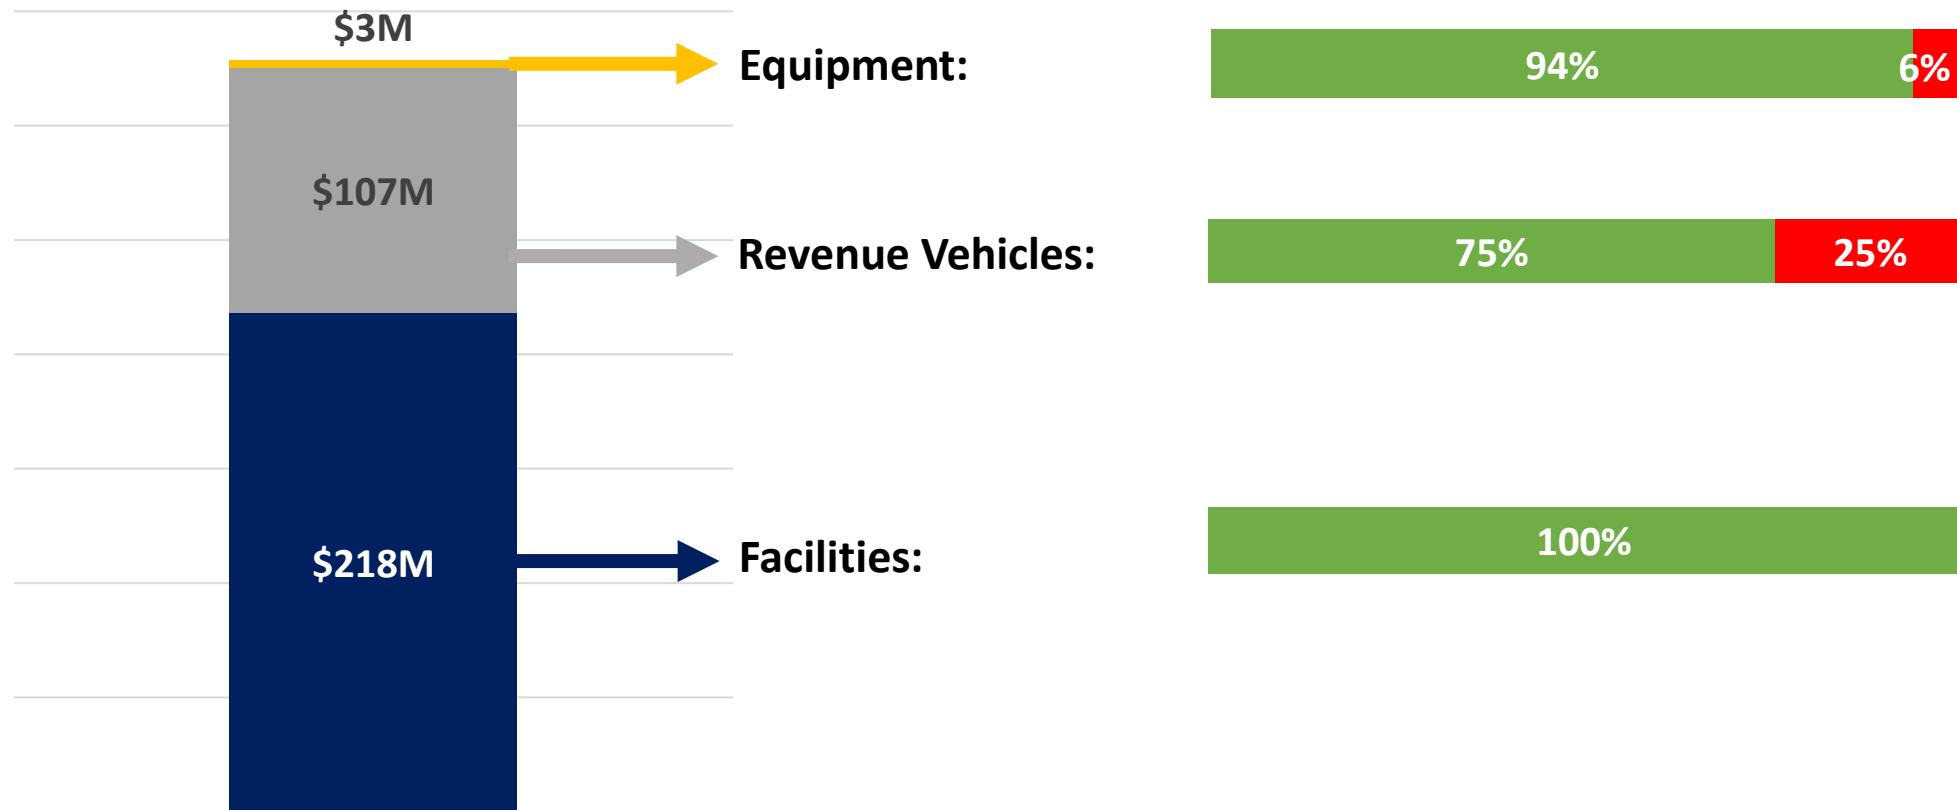 $3M
Equipment:
94%
6%
$107M
Revenue Vehicles:
75%
25%
$218M
Facilities:
100%